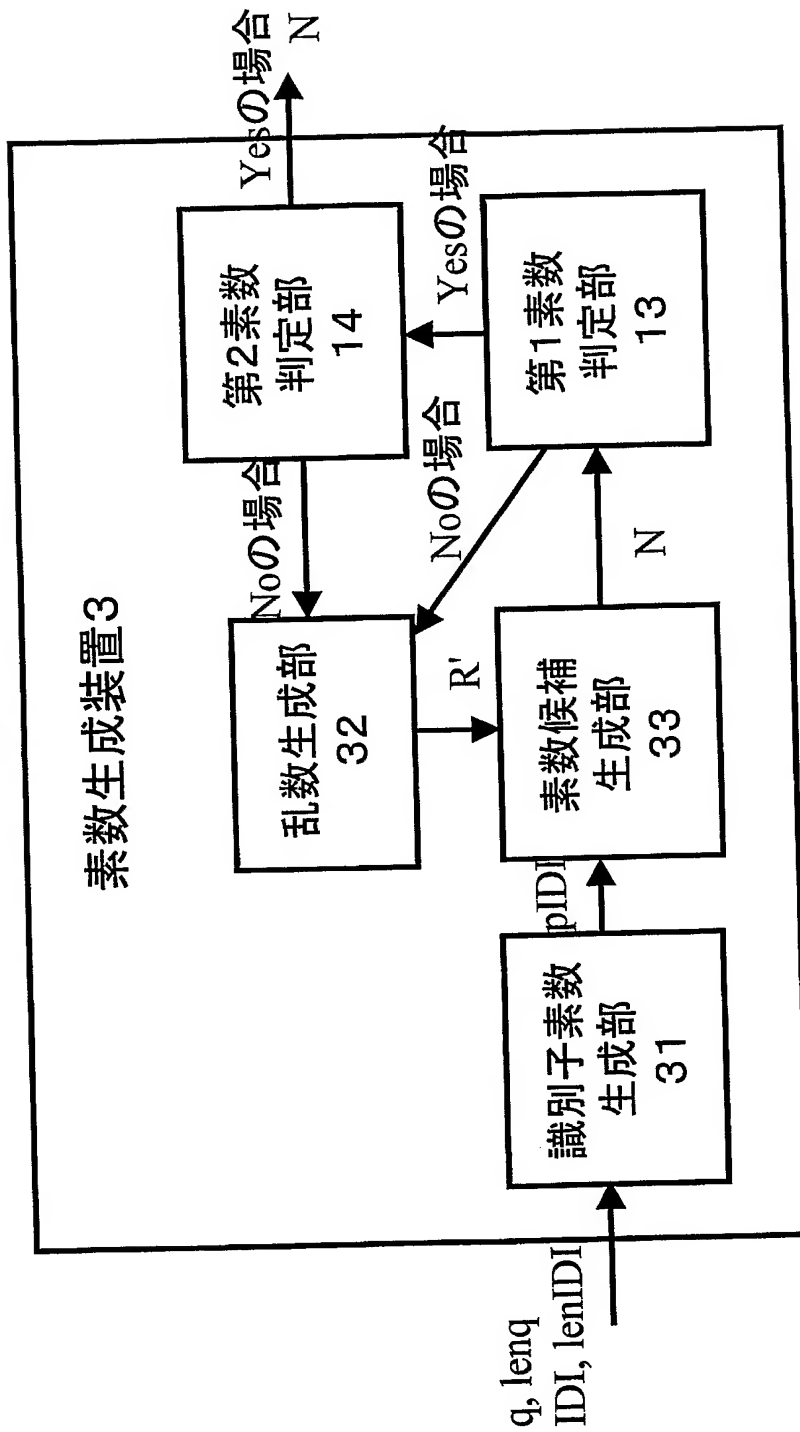 素数生成装置3
q, lenq
IDI, lenIDI
識別子素数
生成部
31
pIDI
乱数生成部
32
R'
素数候補
生成部
33
N
Noの場合
Noの場合
第2素数
判定部
14
Yesの場合
第1素数
判定部
13
Yesの場合
N